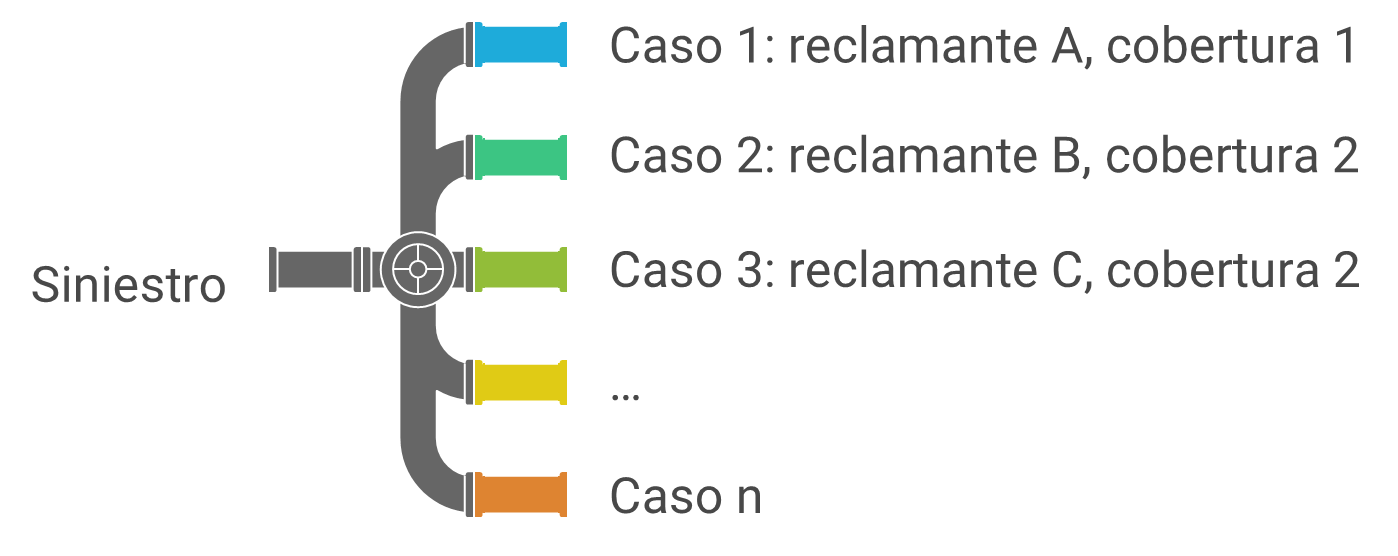 Caso 1: reclamante A, cobertura 1
Caso 2: reclamante B, cobertura 2
Siniestro
Caso 3: reclamante C, cobertura 2
...
Caso n